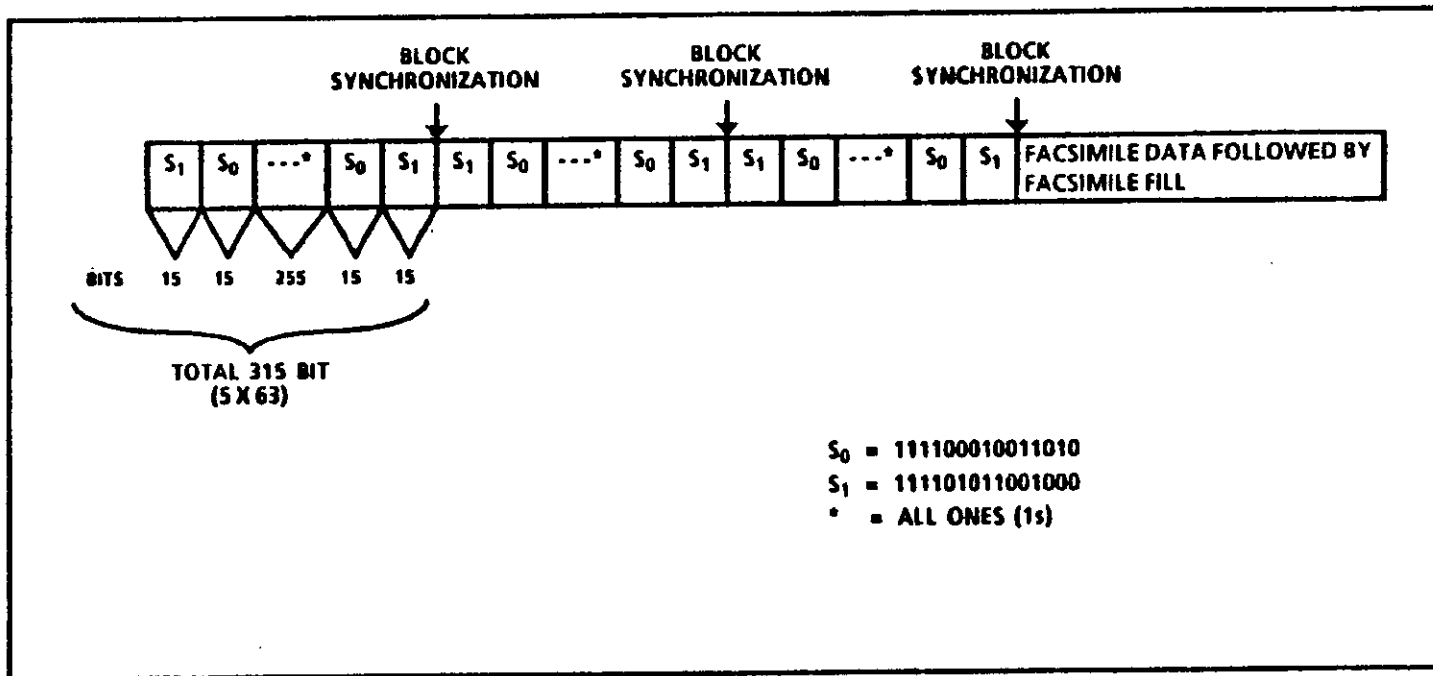 BLOCK
SYNCHRONIZATION
BLOCK
SYNCHRONIZATION
BLOCK
SYNCHRONIZATION
S1 S0 ---* S0 S1 S1 S0 ---* S0 S1 S1 S0 ---* S0 S1 FACSIMILE DATA FOLLOWED BY
FACSIMILE FILL
BITS 15 15 255 15 15
TOTAL 315 BIT
(5 X 63)
S0 = 111100010011010
S1 = 111101011001000
* = ALL ONES (1s)